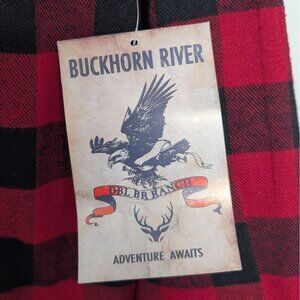 BUCKHORN RIVER
DBL BR RANCH
ADVENTURE AWAITS